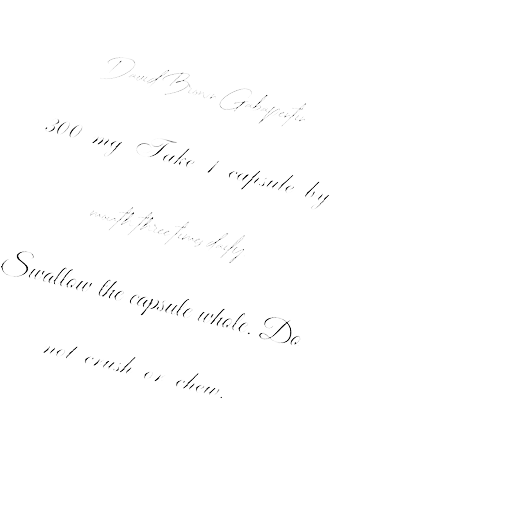 David Brown Gabapentin
300 mg Take 1 capsule by
mouth three times daily
Swallow the capsule whole. Do
not crush or chew.